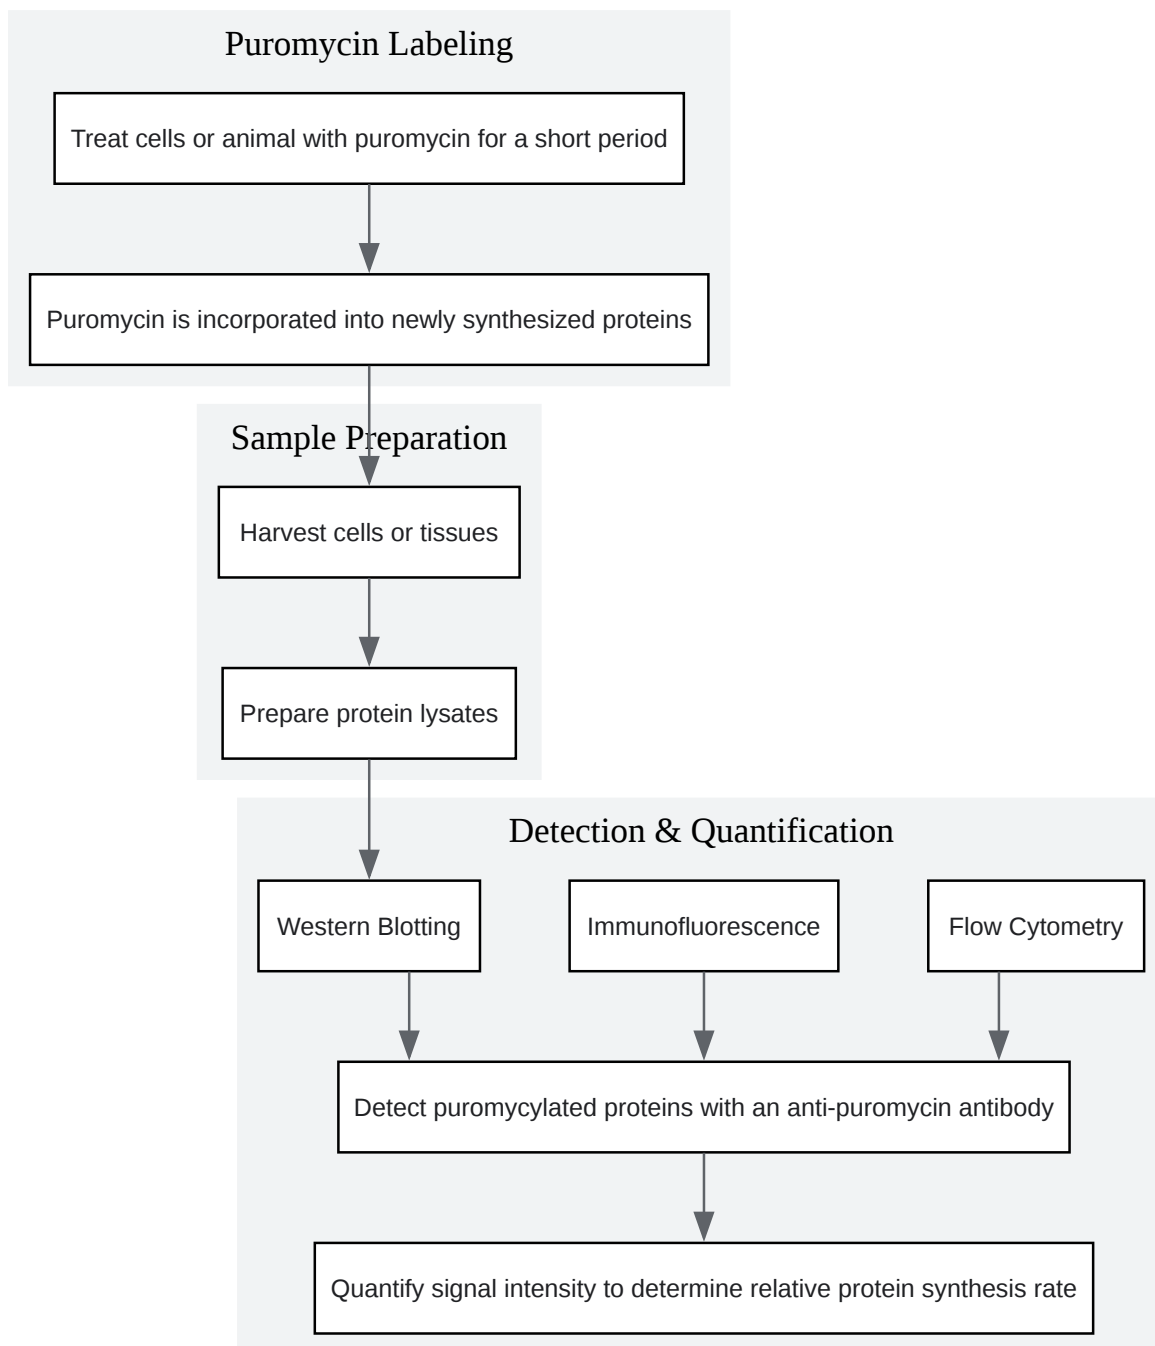 Puromycin Labeling
Treat cells or animal with puromycin for a short period
Puromycin is incorporated into newly synthesized proteins
Sample Preparation
Harvest cells or tissues
Prepare protein lysates
Detection & Quantification
Western Blotting
Immunofluorescence
Flow Cytometry
Detect puromycylated proteins with an anti-puromycin antibody
Quantify signal intensity to determine relative protein synthesis rate